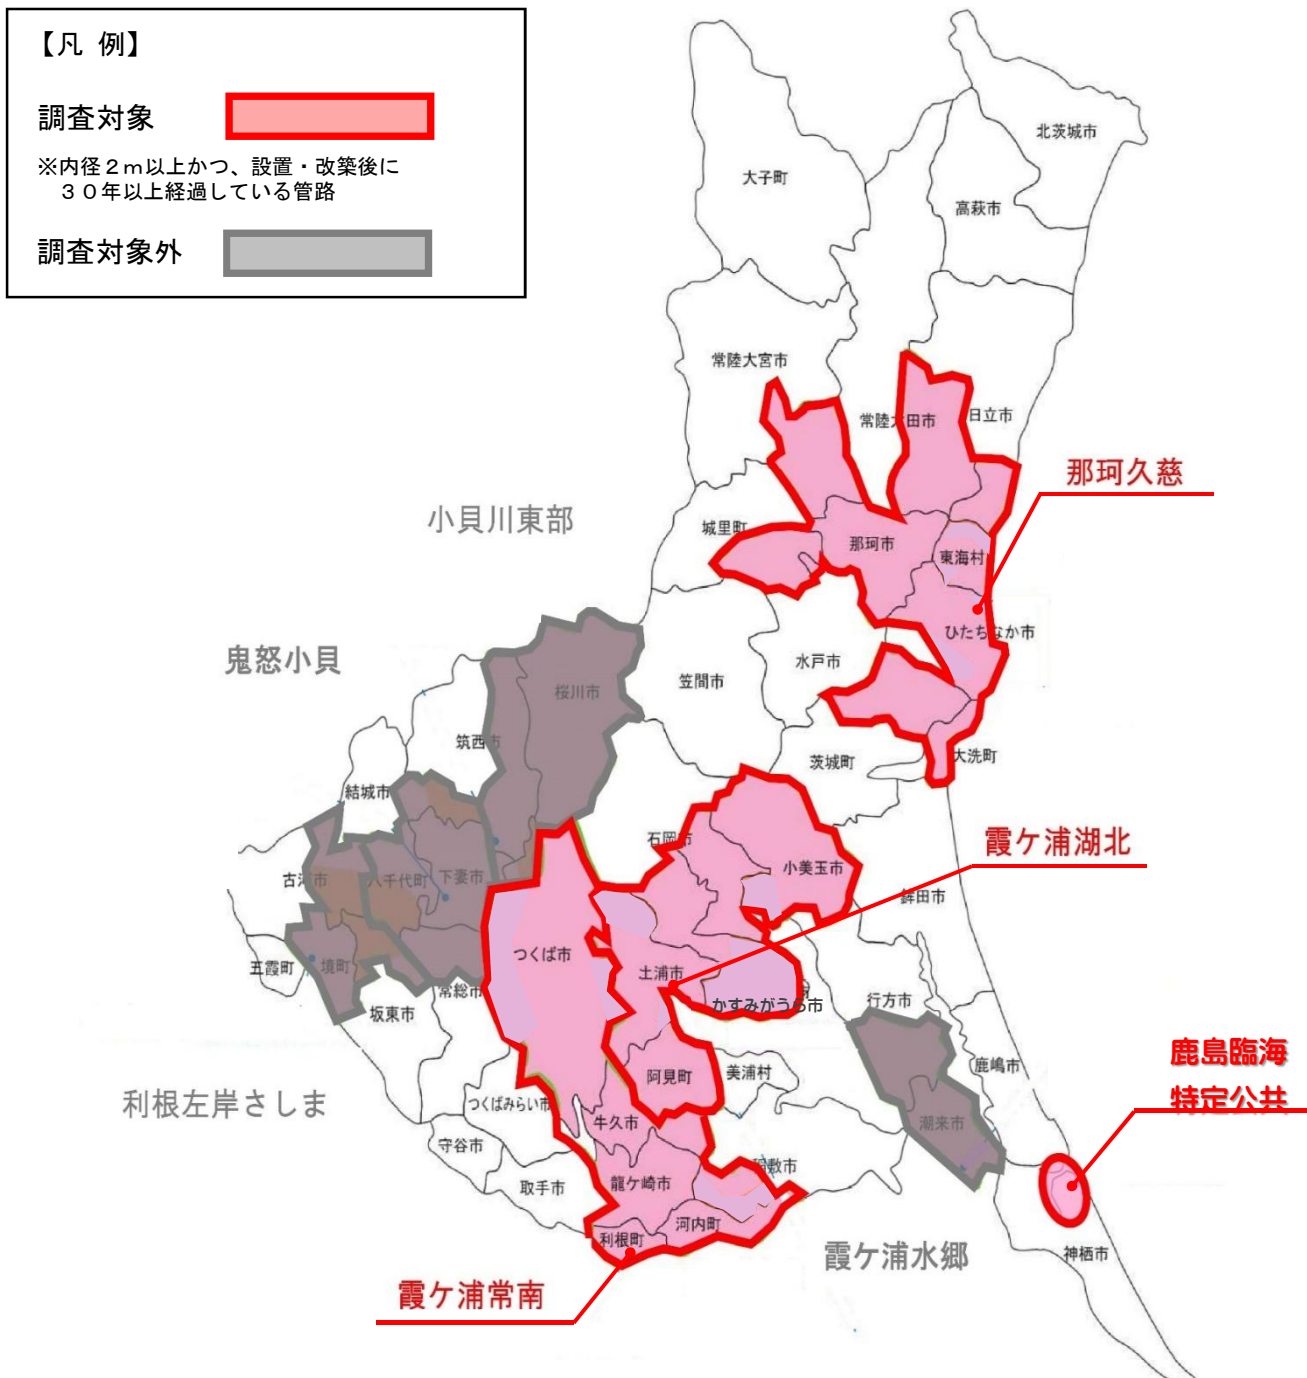 【凡 例】
調査対象
※内径２ｍ以上かつ、設置・改築後に
３０年以上経過している管路
調査対象外
北茨城市
大子町
高萩市
常陸大宮市
常陸太田市
日立市
那珂久慈
小貝川東部
城里町
那珂市
東海村
ひたちなか市
鬼怒小貝
水戸市
笠間市
桜川市
筑西市
茨城町
大洗町
結城市
石岡市
霞ケ浦湖北
小美玉市
古河市
八千代町
下妻市
鉾田市
つくば市
五霞町
境町
土浦市
常総市
かすみがうら市
行方市
坂東市
鹿島臨海
特定公共
鹿嶋市
美浦村
阿見町
利根左岸さしま
つくばみらい市
牛久市
潮来市
守谷市
稲敷市
取手市
龍ケ崎市
河内町
利根町
霞ケ浦水郷
神栖市
霞ケ浦常南